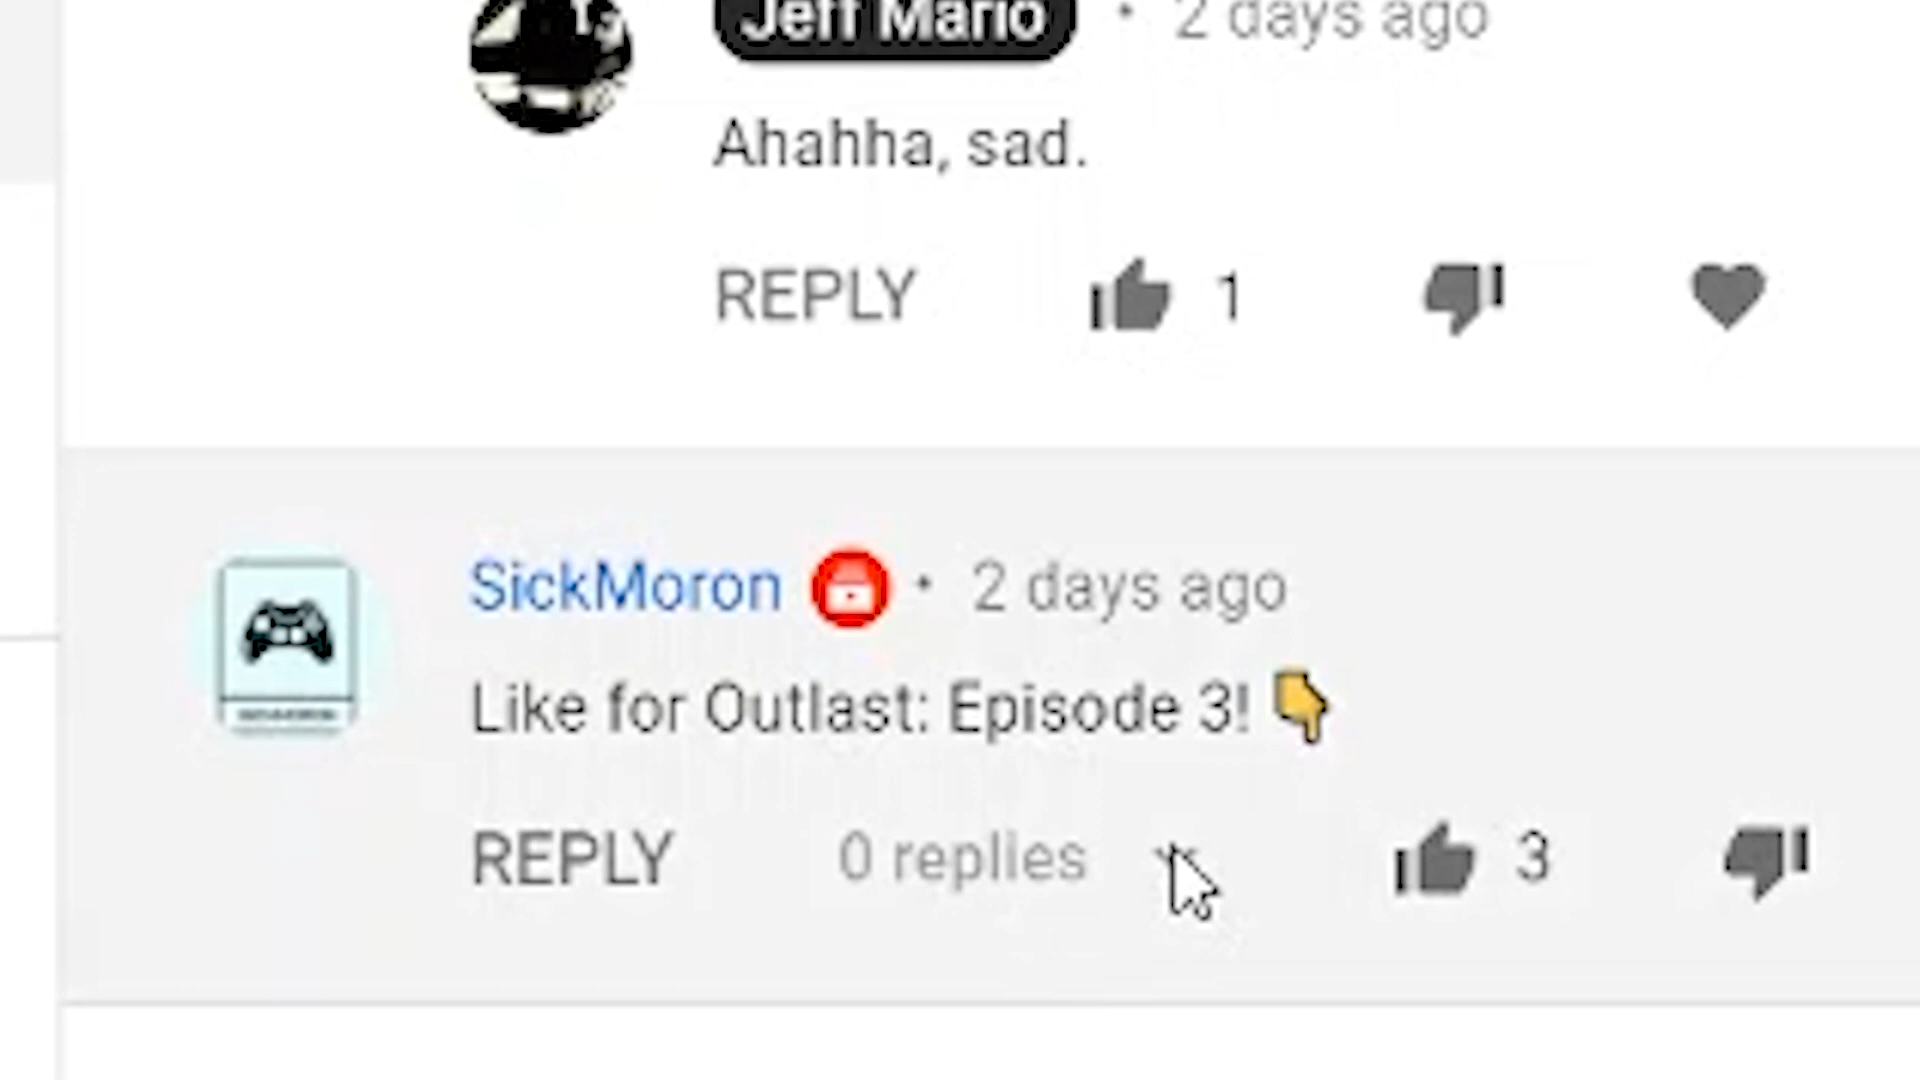 Jeff Mario • 2 days ago
Ahahha, sad.
REPLY 1
SickMoron • 2 days ago
Like for Outlast: Episode 3! 👇
REPLY 0 replies 3